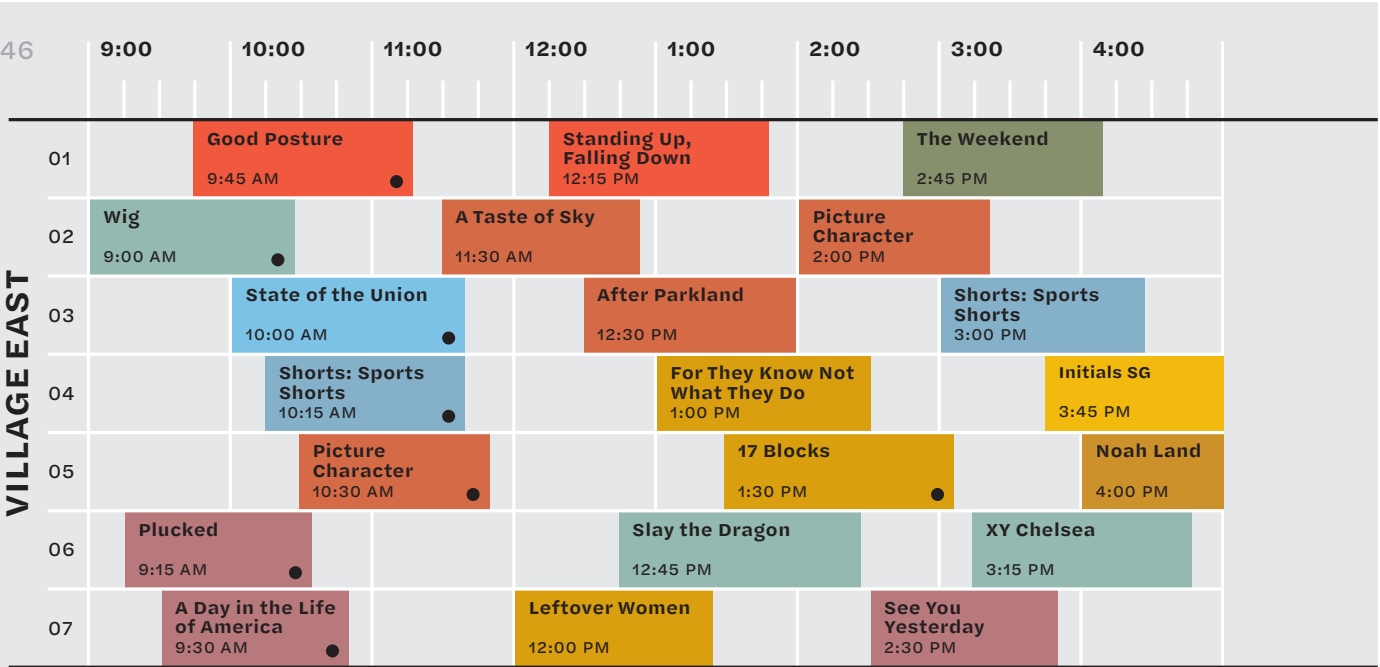 46
9:00 10:00 11:00 12:00 1:00 2:00 3:00 4:00
VILLAGE EAST
01
Good Posture
9:45 AM
Standing Up,
Falling Down
12:15 PM
The Weekend
2:45 PM
02
Wig
9:00 AM
A Taste of Sky
11:30 AM
Picture
Character
2:00 PM
03
State of the Union
10:00 AM
After Parkland
12:30 PM
Shorts: Sports
Shorts
3:00 PM
04
Shorts: Sports
Shorts
10:15 AM
For They Know Not
What They Do
1:00 PM
Initials SG
3:45 PM
05
Picture
Character
10:30 AM
17 Blocks
1:30 PM
Noah Land
4:00 PM
06
Plucked
9:15 AM
Slay the Dragon
12:45 PM
XY Chelsea
3:15 PM
07
A Day in the Life
of America
9:30 AM
Leftover Women
12:00 PM
See You
Yesterday
2:30 PM